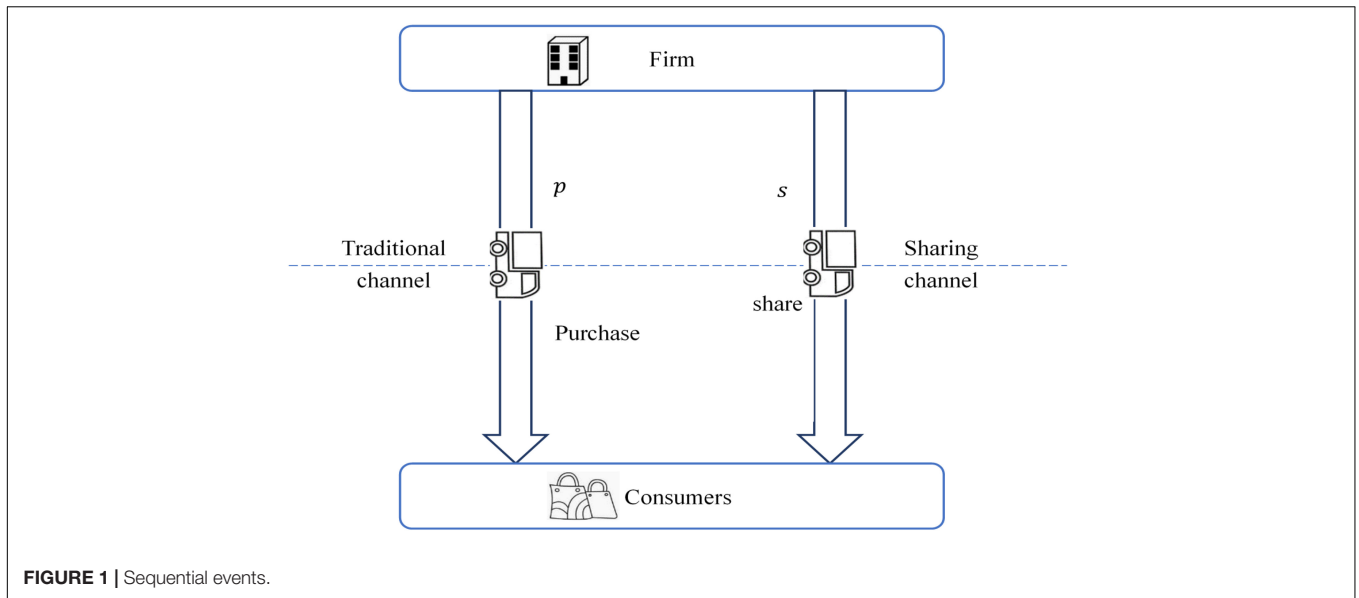 Firm
p
s
Traditional
channel
Sharing
channel
share
Purchase
Consumers
FIGURE 1 | Sequential events.